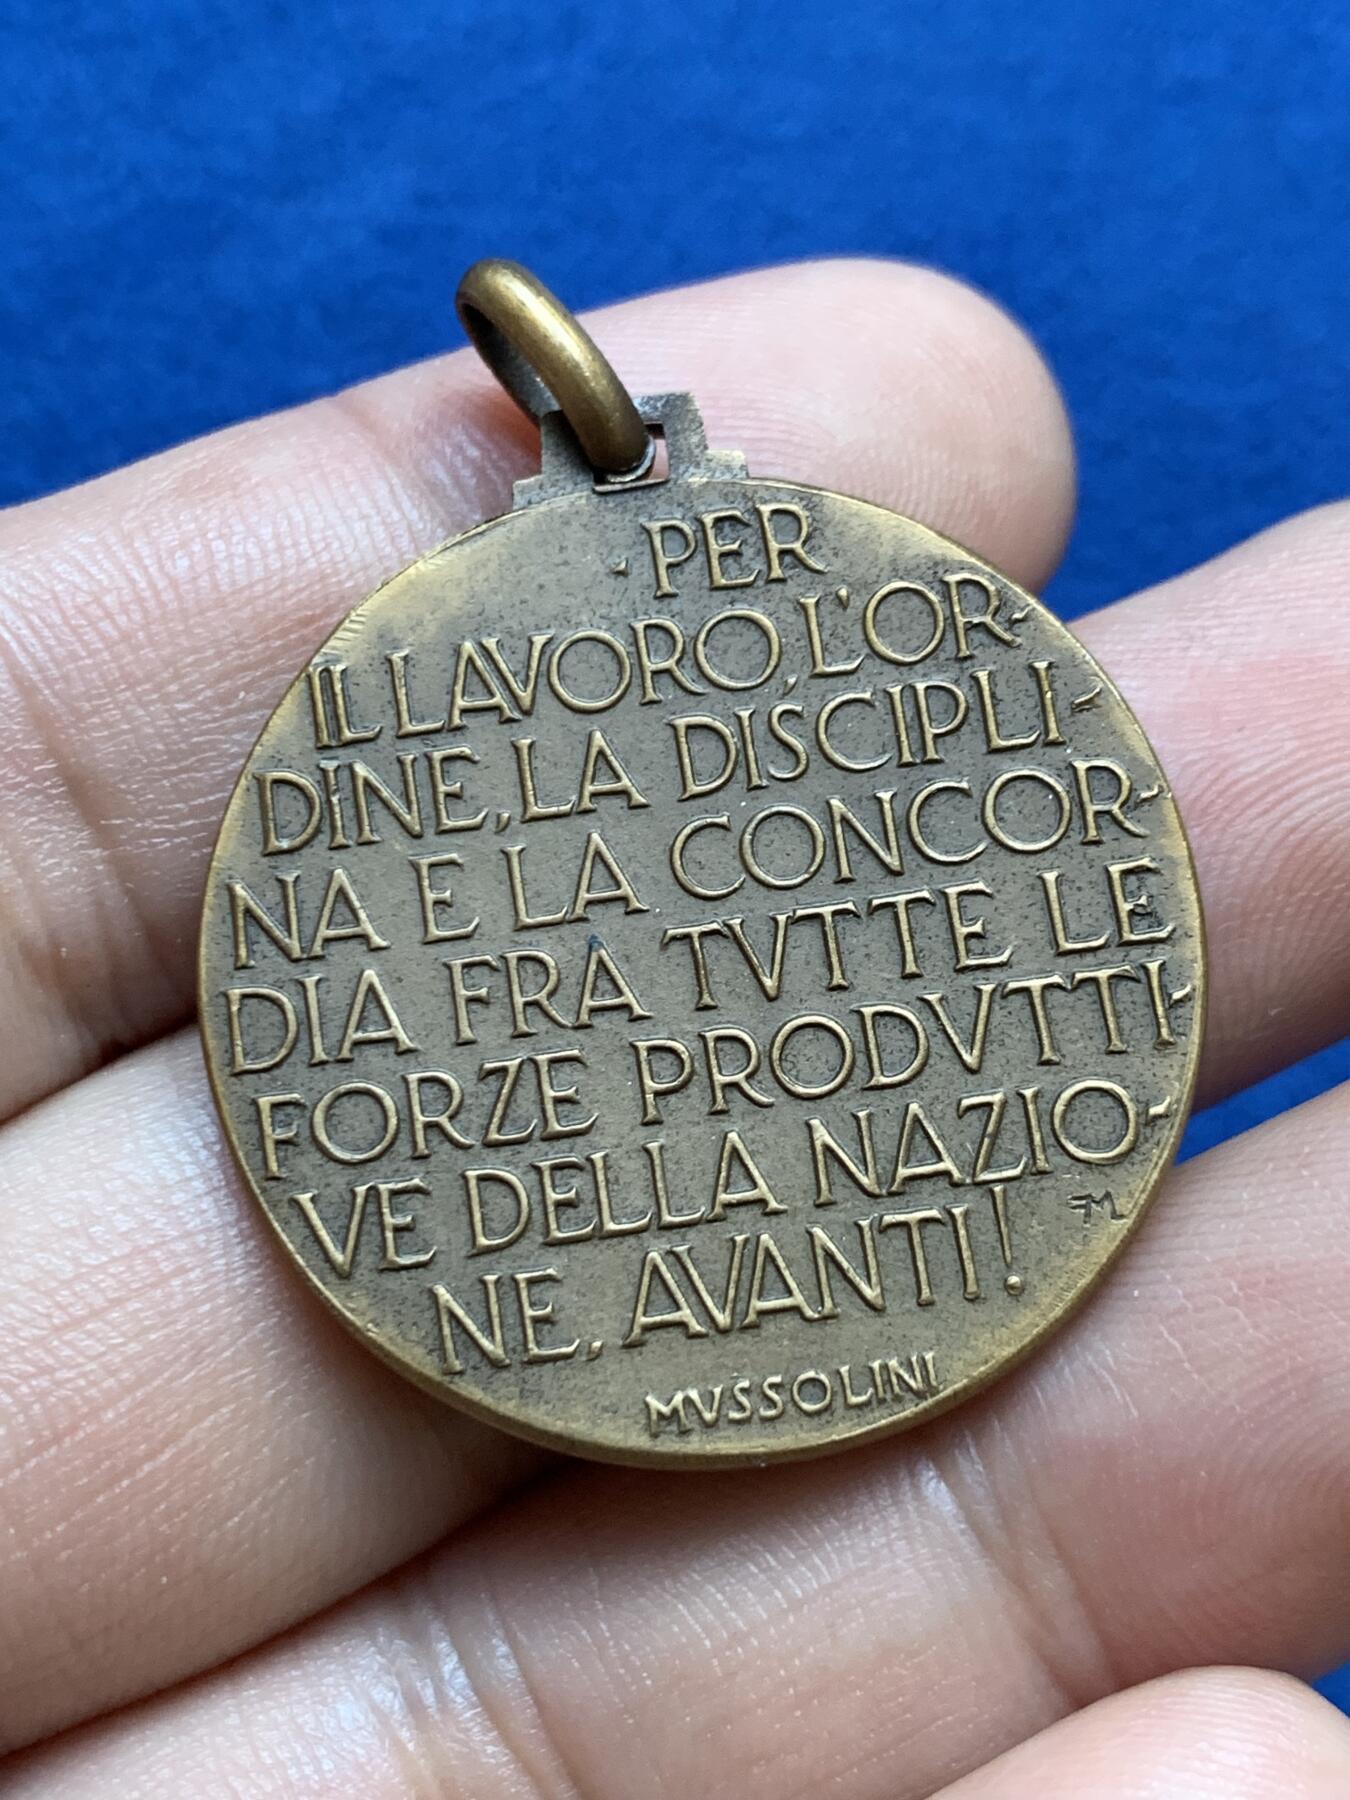 · PER
IL LAVORO, L'OR-
DINE, LA DISCIPLI-
NA E LA CONCOR-
DIA FRA TVTTE LE
FORZE PRODVTTI-
VE DELLA NAZIO-
NE, AVANTI!
FM
MVSSOLINI